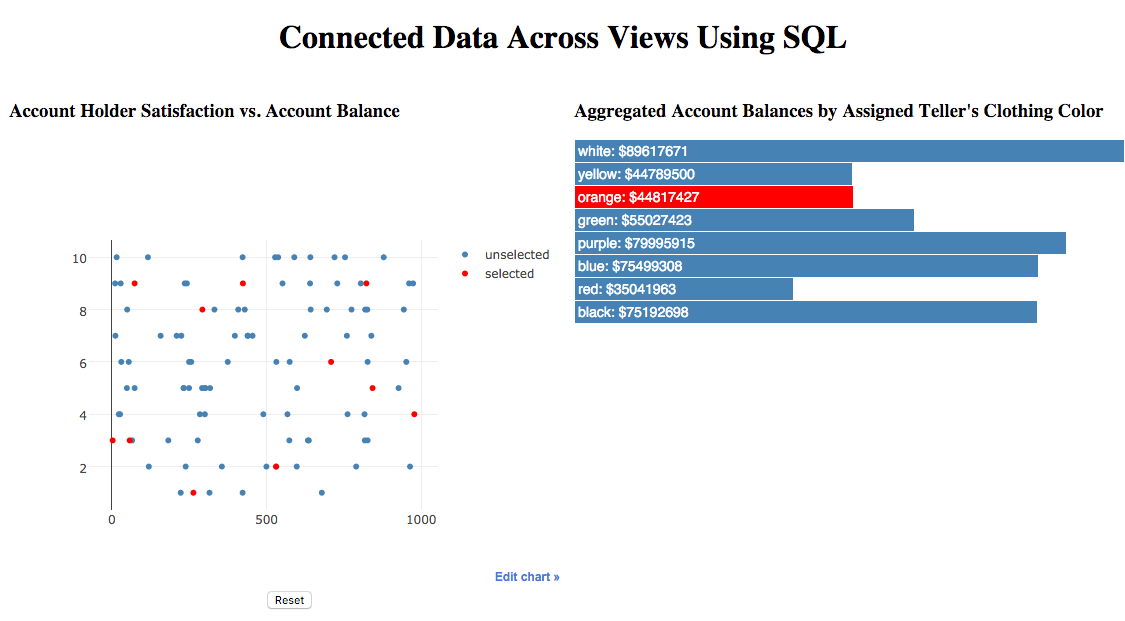 Connected Data Across Views Using SQL
Account Holder Satisfaction vs. Account Balance
10
8
6
4
2
0
500
1000
unselected
selected
Edit chart »
Reset
Aggregated Account Balances by Assigned Teller's Clothing Color
white: $89617671
yellow: $44789500
orange: $44817427
green: $55027423
purple: $79995915
blue: $75499308
red: $35041963
black: $75192698